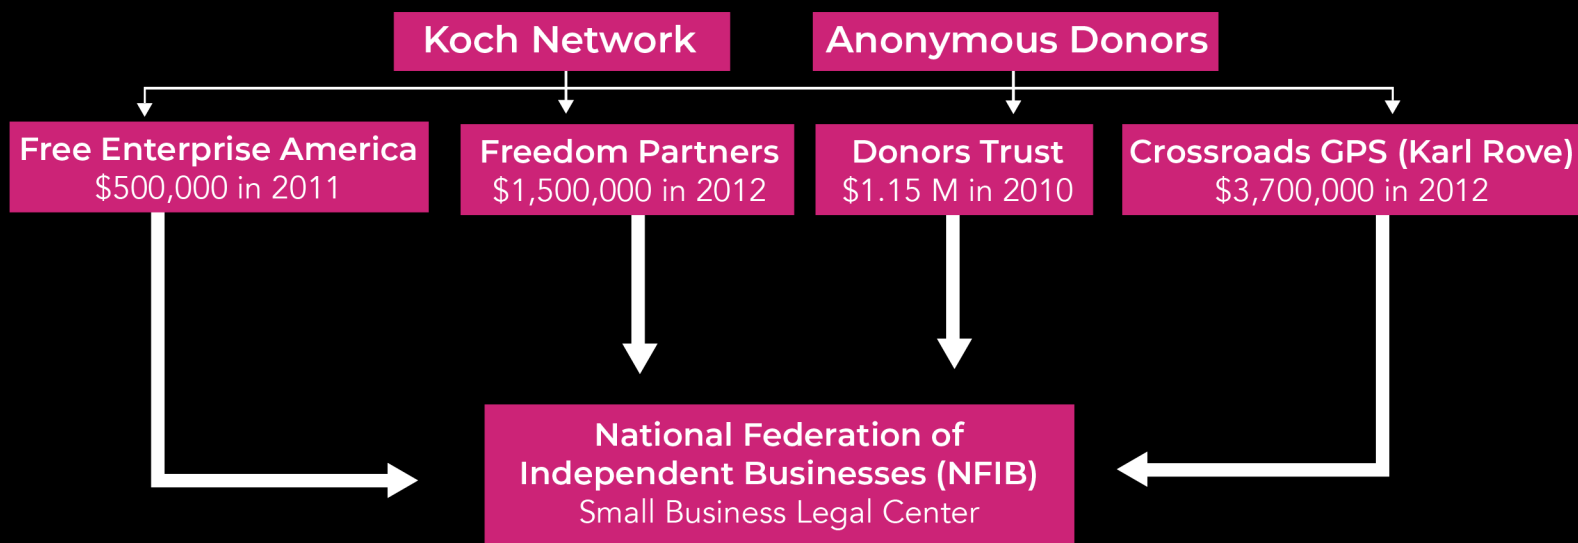 Koch Network
Anonymous Donors
Free Enterprise America
$500,000 in 2011
Freedom Partners
$1,500,000 in 2012
Donors Trust
$1.15 M in 2010
Crossroads GPS (Karl Rove)
$3,700,000 in 2012
National Federation of
Independent Businesses (NFIB)
Small Business Legal Center